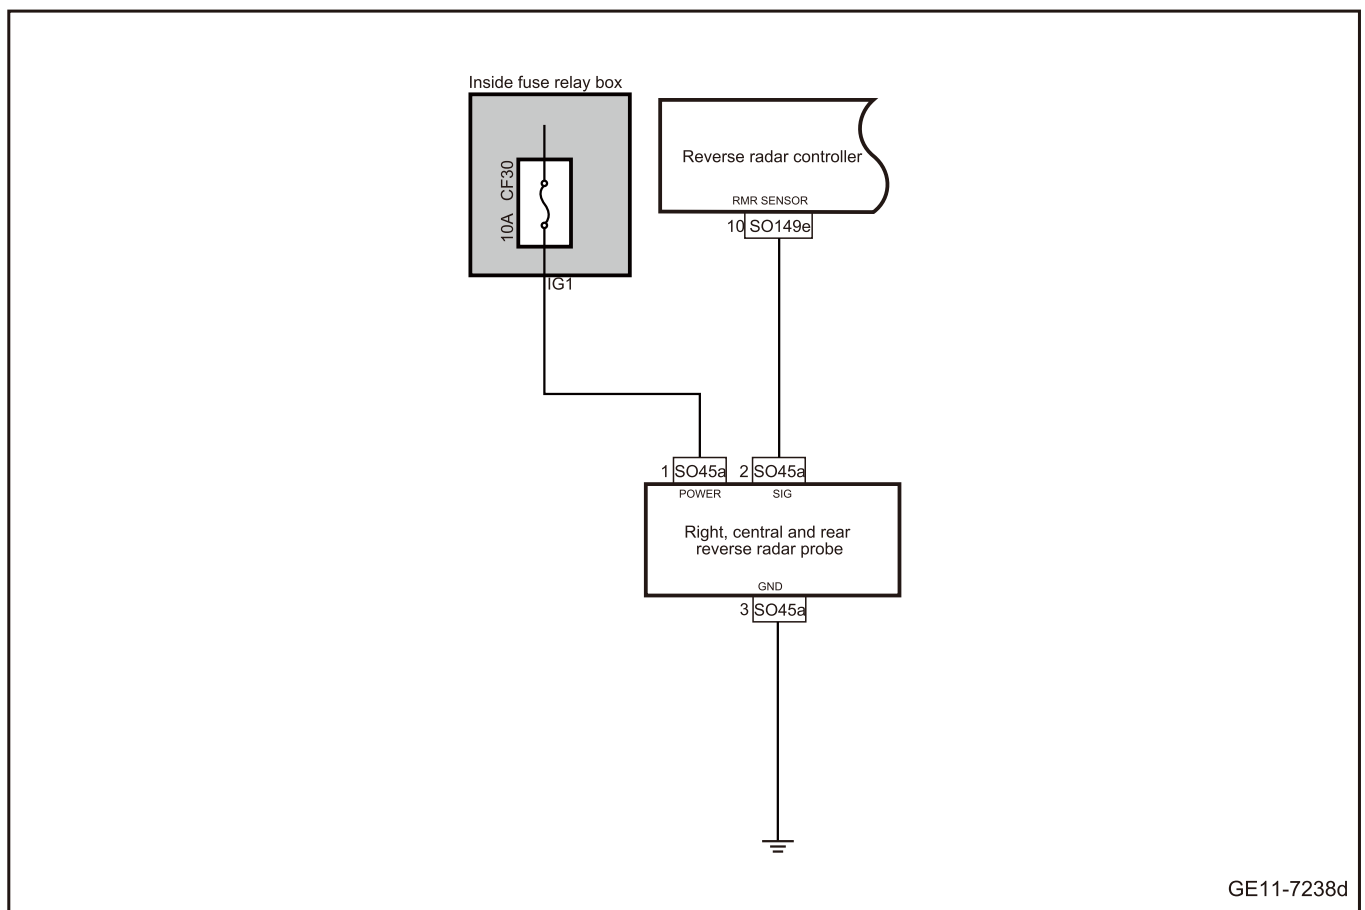 Inside fuse relay box
10A CF30
IG1
Reverse radar controller
RMR SENSOR
10 SO149e
1 SO45a 2 SO45a
POWER SIG
Right, central and rear
reverse radar probe
GND
3 SO45a
GE11-7238d